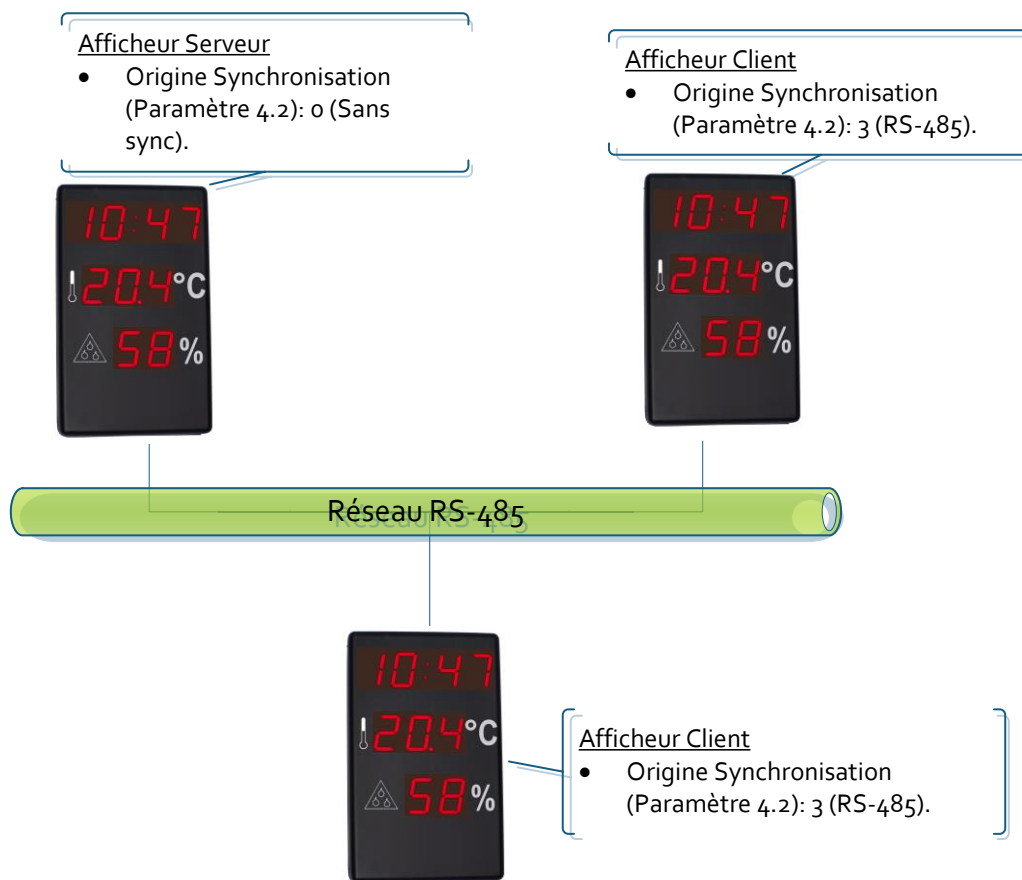 Afficheur Serveur
• Origine Synchronisation
(Paramètre 4.2): 0 (Sans
sync).
Afficheur Client
• Origine Synchronisation
(Paramètre 4.2): 3 (RS-485).
10:47
20.4°C
58%
10:47
20.4°C
58%
Réseau RS-485
10:47
20.4°C
58%
Afficheur Client
• Origine Synchronisation
(Paramètre 4.2): 3 (RS-485).